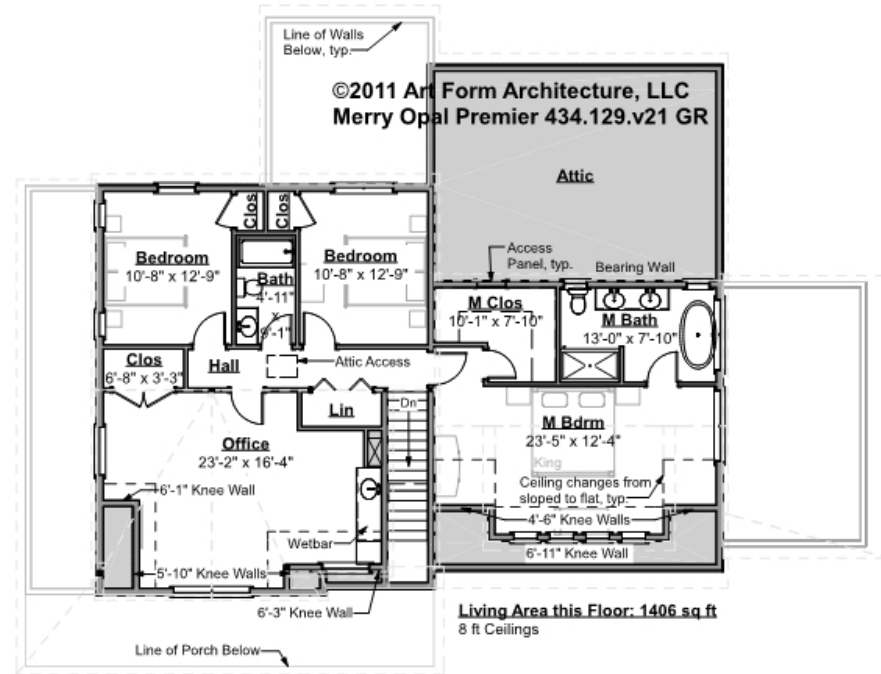 Line of Walls
Below, typ.
©2011 Art Form Architecture, LLC
Merry Opal Premier 434.129.v21 GR
Attic
Clos
Clos
Bedroom
10'-8" x 12'-9"
Bath
4'-11"
x
9'-1"
Bedroom
10'-8" x 12'-9"
Access
Panel, typ.
Bearing Wall
M Clos
10'-1" x 7'-10"
M Bath
13'-0" x 7'-10"
Clos
6'-8" x 3'-3"
Hall
Attic Access
Lin
Dn
Office
23'-2" x 16'-4"
M Bdrm
23'-5" x 12'-4"
King
Ceiling changes from
sloped to flat, typ.
6'-1" Knee Wall
4'-6" Knee Walls
Wetbar
6'-11" Knee Wall
5'-10" Knee Walls
6'-3" Knee Wall
Living Area this Floor: 1406 sq ft
8 ft Ceilings
Line of Porch Below